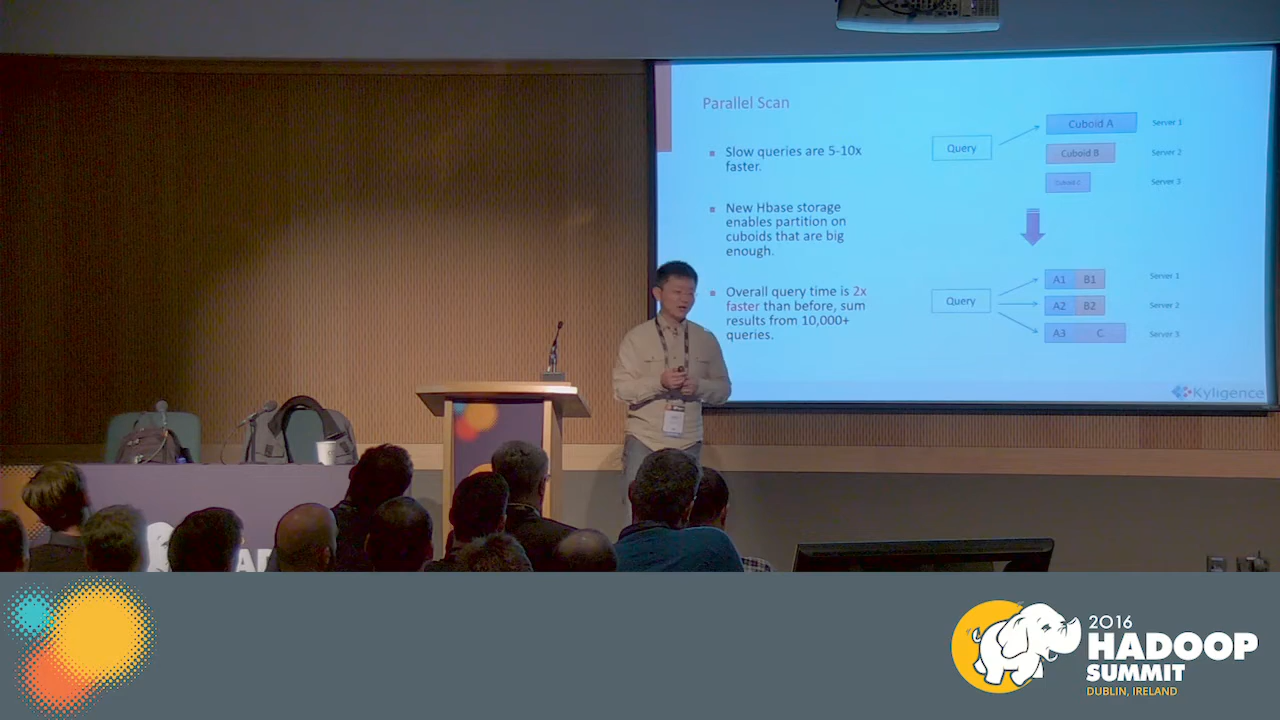 Parallel Scan
Slow queries are 5-10x
faster.
New Hbase storage
enables partition on
cuboids that are big
enough.
Overall query time is 2x
faster than before, sum
results from 10,000+
queries.
Query
Cuboid A
Server 1
Cuboid B
Server 2
Cuboid C
Server 3
Query
A1
B1
Server 1
A2
B2
Server 2
A3
C
Server 3
Kyligence
2016
HADOOP
SUMMIT
DUBLIN, IRELAND